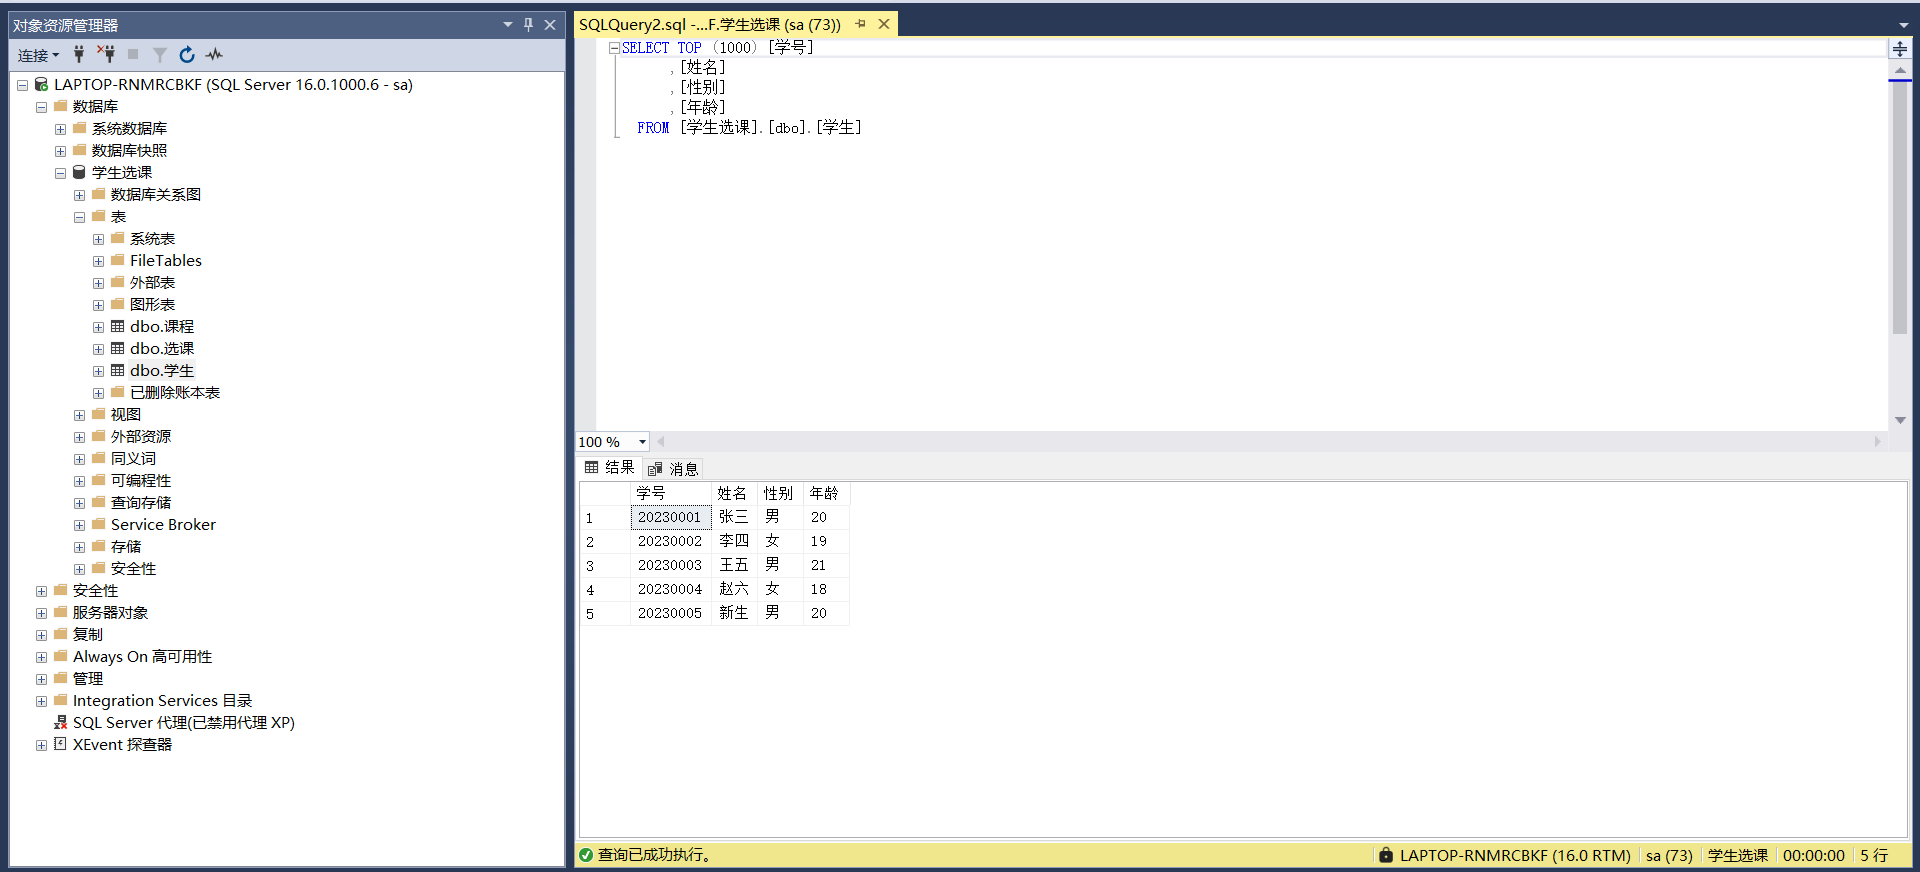 对象资源管理器
连接
LAPTOP-RNMRCBKF (SQL Server 16.0.1000.6 - sa)
数据库
系统数据库
数据库快照
学生选课
数据库关系图
表
系统表
FileTables
外部表
图形表
dbo.课程
dbo.选课
dbo.学生
已删除账本表
视图
外部资源
同义词
可编程性
查询存储
Service Broker
存储
安全性
安全性
服务器对象
复制
Always On 高可用性
管理
Integration Services 目录
SQL Server 代理(已禁用代理 XP)
XEvent 探查器
SQLQuery2.sql -...F.学生选课 (sa (73))
SELECT TOP (1000) [学号]
,[姓名]
,[性别]
,[年龄]
FROM [学生选课].[dbo].[学生]
100 %
结果 消息
学号 姓名 性别 年龄
1 20230001 张三 男 20
2 20230002 李四 女 19
3 20230003 王五 男 21
4 20230004 赵六 女 18
5 20230005 新生 男 20
查询已成功执行。 LAPTOP-RNMRCBKF (16.0 RTM) sa (73) 学生选课 00:00:00 5 行